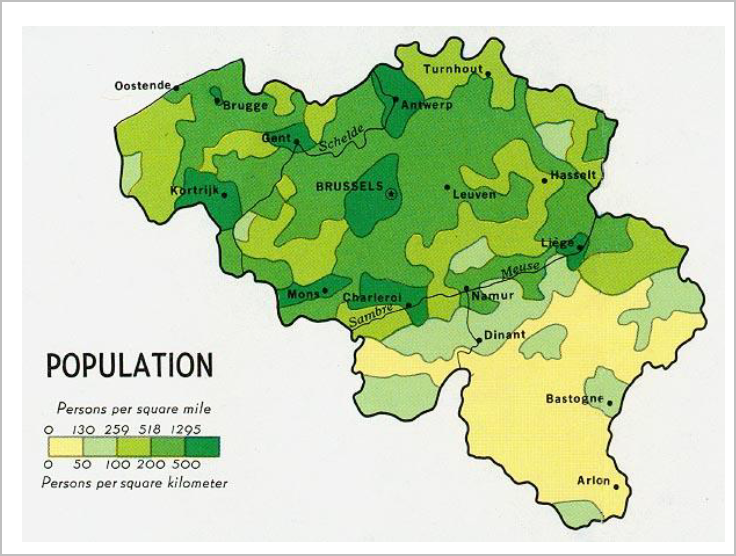 Turnhout
Oostende
Brugge
Antwerp
Gent
Schelde
Hasselt
Kortrijk
BRUSSELS
Leuven
Liège
Meuse
Mons
Charleroi
Namur
Sambre
Dinant
POPULATION
Bastogne
Persons per square mile
0 130 259 518 1295
0 50 100 200 500
Persons per square kilometer
Arlon